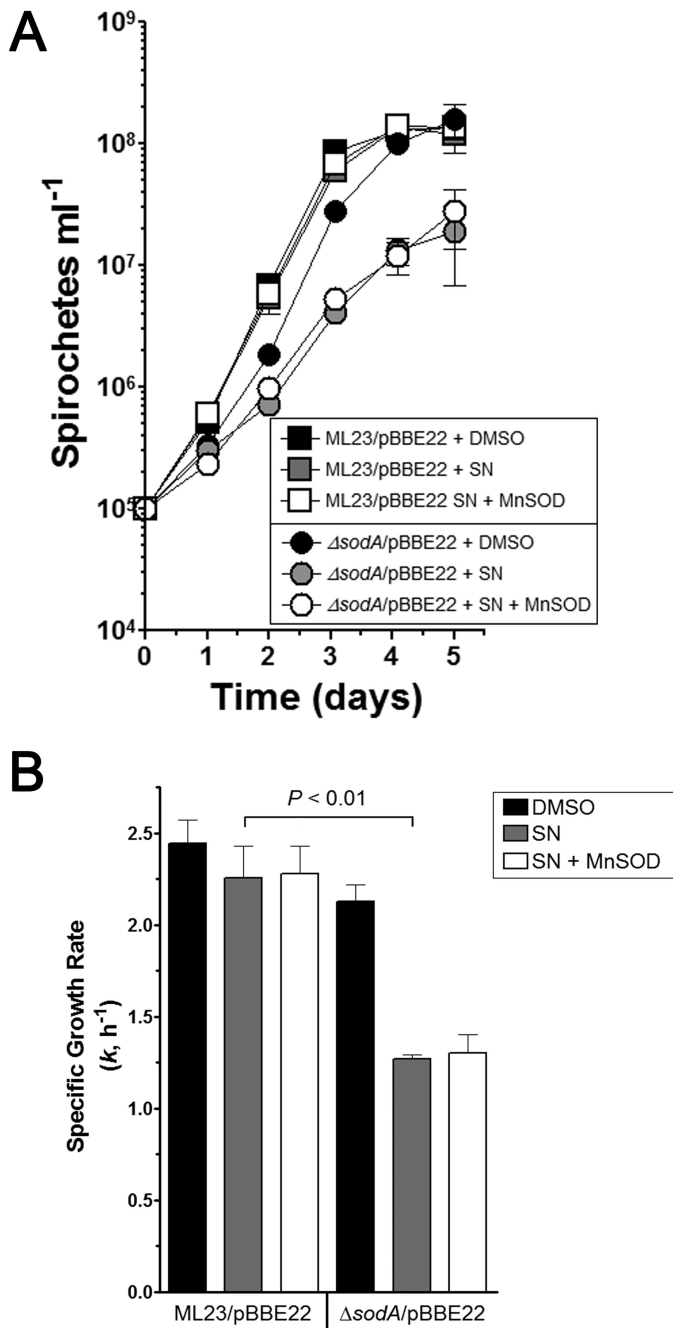 A
10⁹
10⁸
10⁷
10⁶
10⁵
10⁴
Spirochetes ml⁻¹
ML23/pBBE22 + DMSO
ML23/pBBE22 + SN
ML23/pBBE22 SN + MnSOD
ΔsodA/pBBE22 + DMSO
ΔsodA/pBBE22 + SN
ΔsodA/pBBE22 + SN + MnSOD
0 1 2 3 4 5
Time (days)
B
P < 0.01
DMSO
SN
SN + MnSOD
2.5
2.0
1.5
1.0
0.5
0.0
Specific Growth Rate
(k, h⁻¹)
ML23/pBBE22 ΔsodA/pBBE22